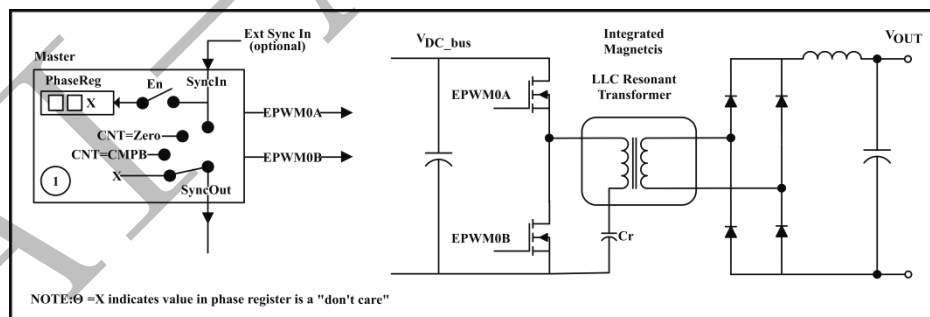 Ext Sync In
(optional)
Master
PhaseReg
En
SyncIn
X
CNT=Zero
CNT=CMPB
X
1
SyncOut
EPWM0A
EPWM0B
VDC_bus
EPWM0A
EPWM0B
Integrated
Magnetcis
LLC Resonant
Transformer
Cr
VOUT
NOTE:Θ =X indicates value in phase register is a "don't care"